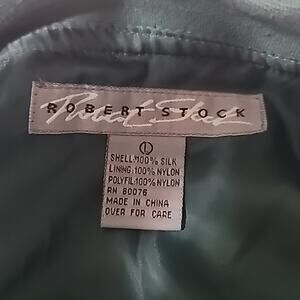 ROBERT STOCK
Robert Stock
L
SHELL:100% SILK
LINING:100% NYLON
POLYFIL:100% NYLON
RN 80076
MADE IN CHINA
OVER FOR CARE